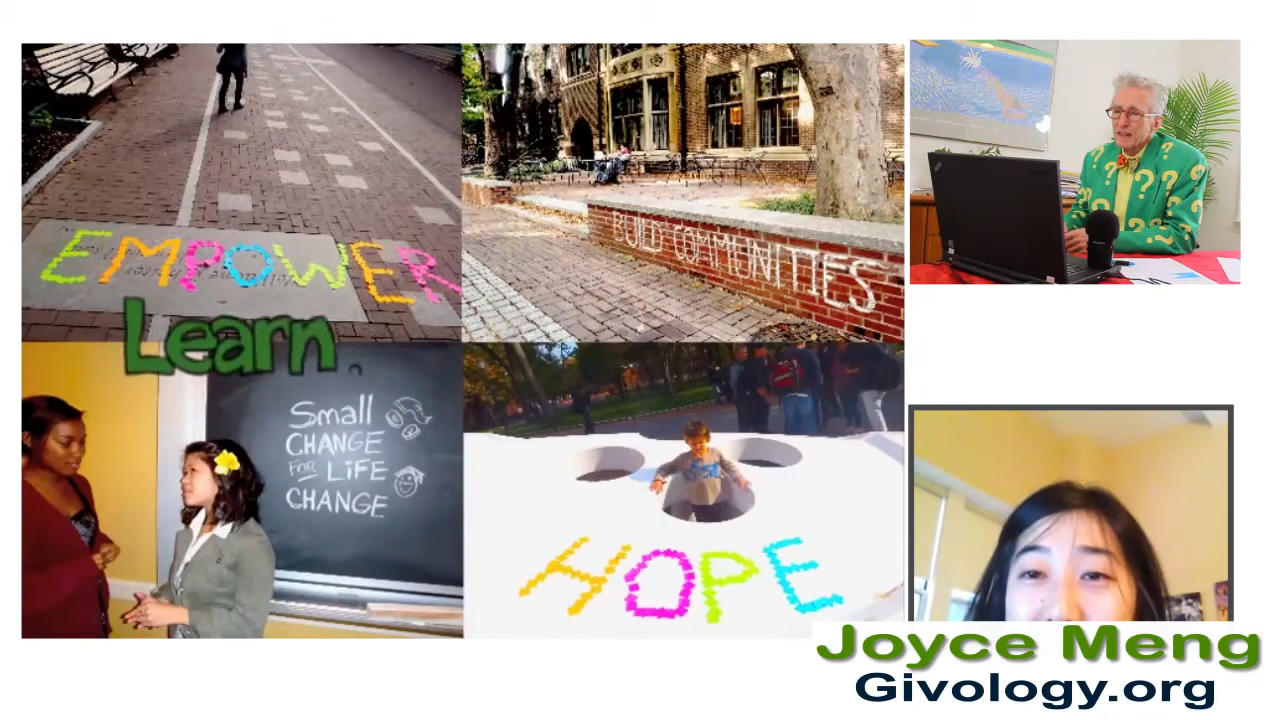 EMPOWER
BUILD COMMUNITIES
Learn
Small
CHANGE
FOR LiFE
CHANGE
HOPE
? ? ? ? ? ?
Joyce Meng
Givology.org